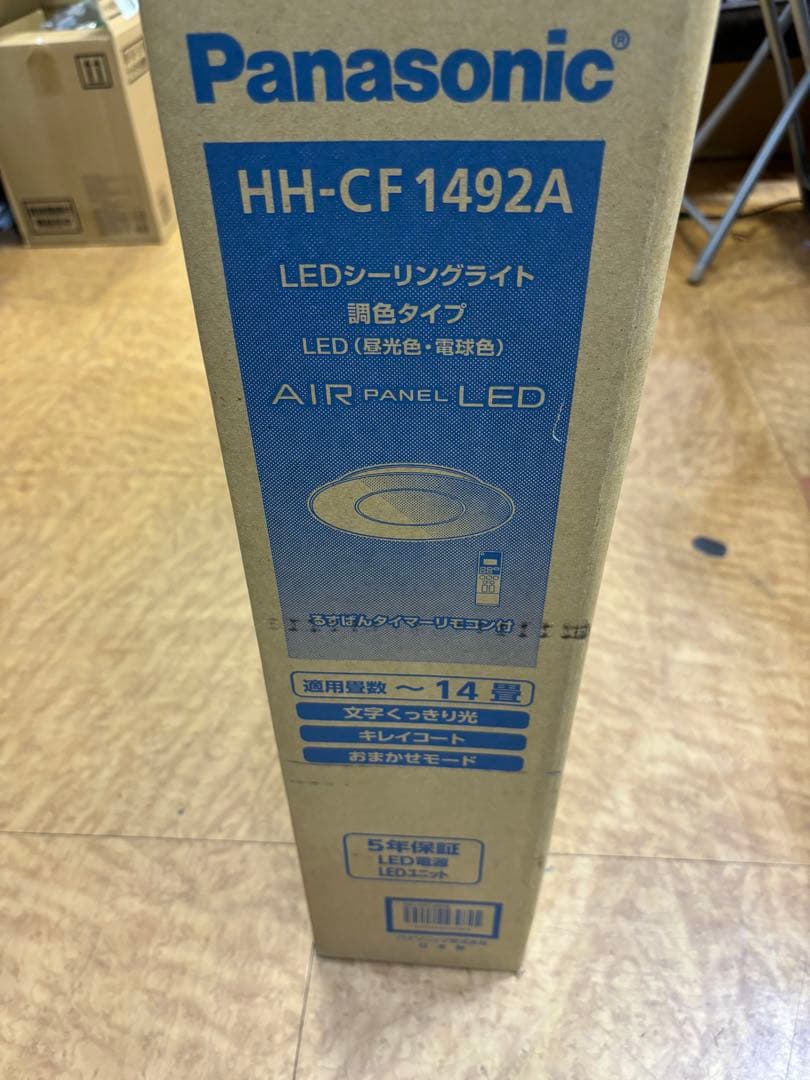 Panasonic®
HH-CF1492A
LEDシーリングライト
調色タイプ
LED（昼光色・電球色）
AIR PANEL LED
るすばんタイマーリモコン付
適用畳数 〜14畳
文字くっきり光
キレイコート
おまかせモード
5年保証
LED電源
LEDユニット